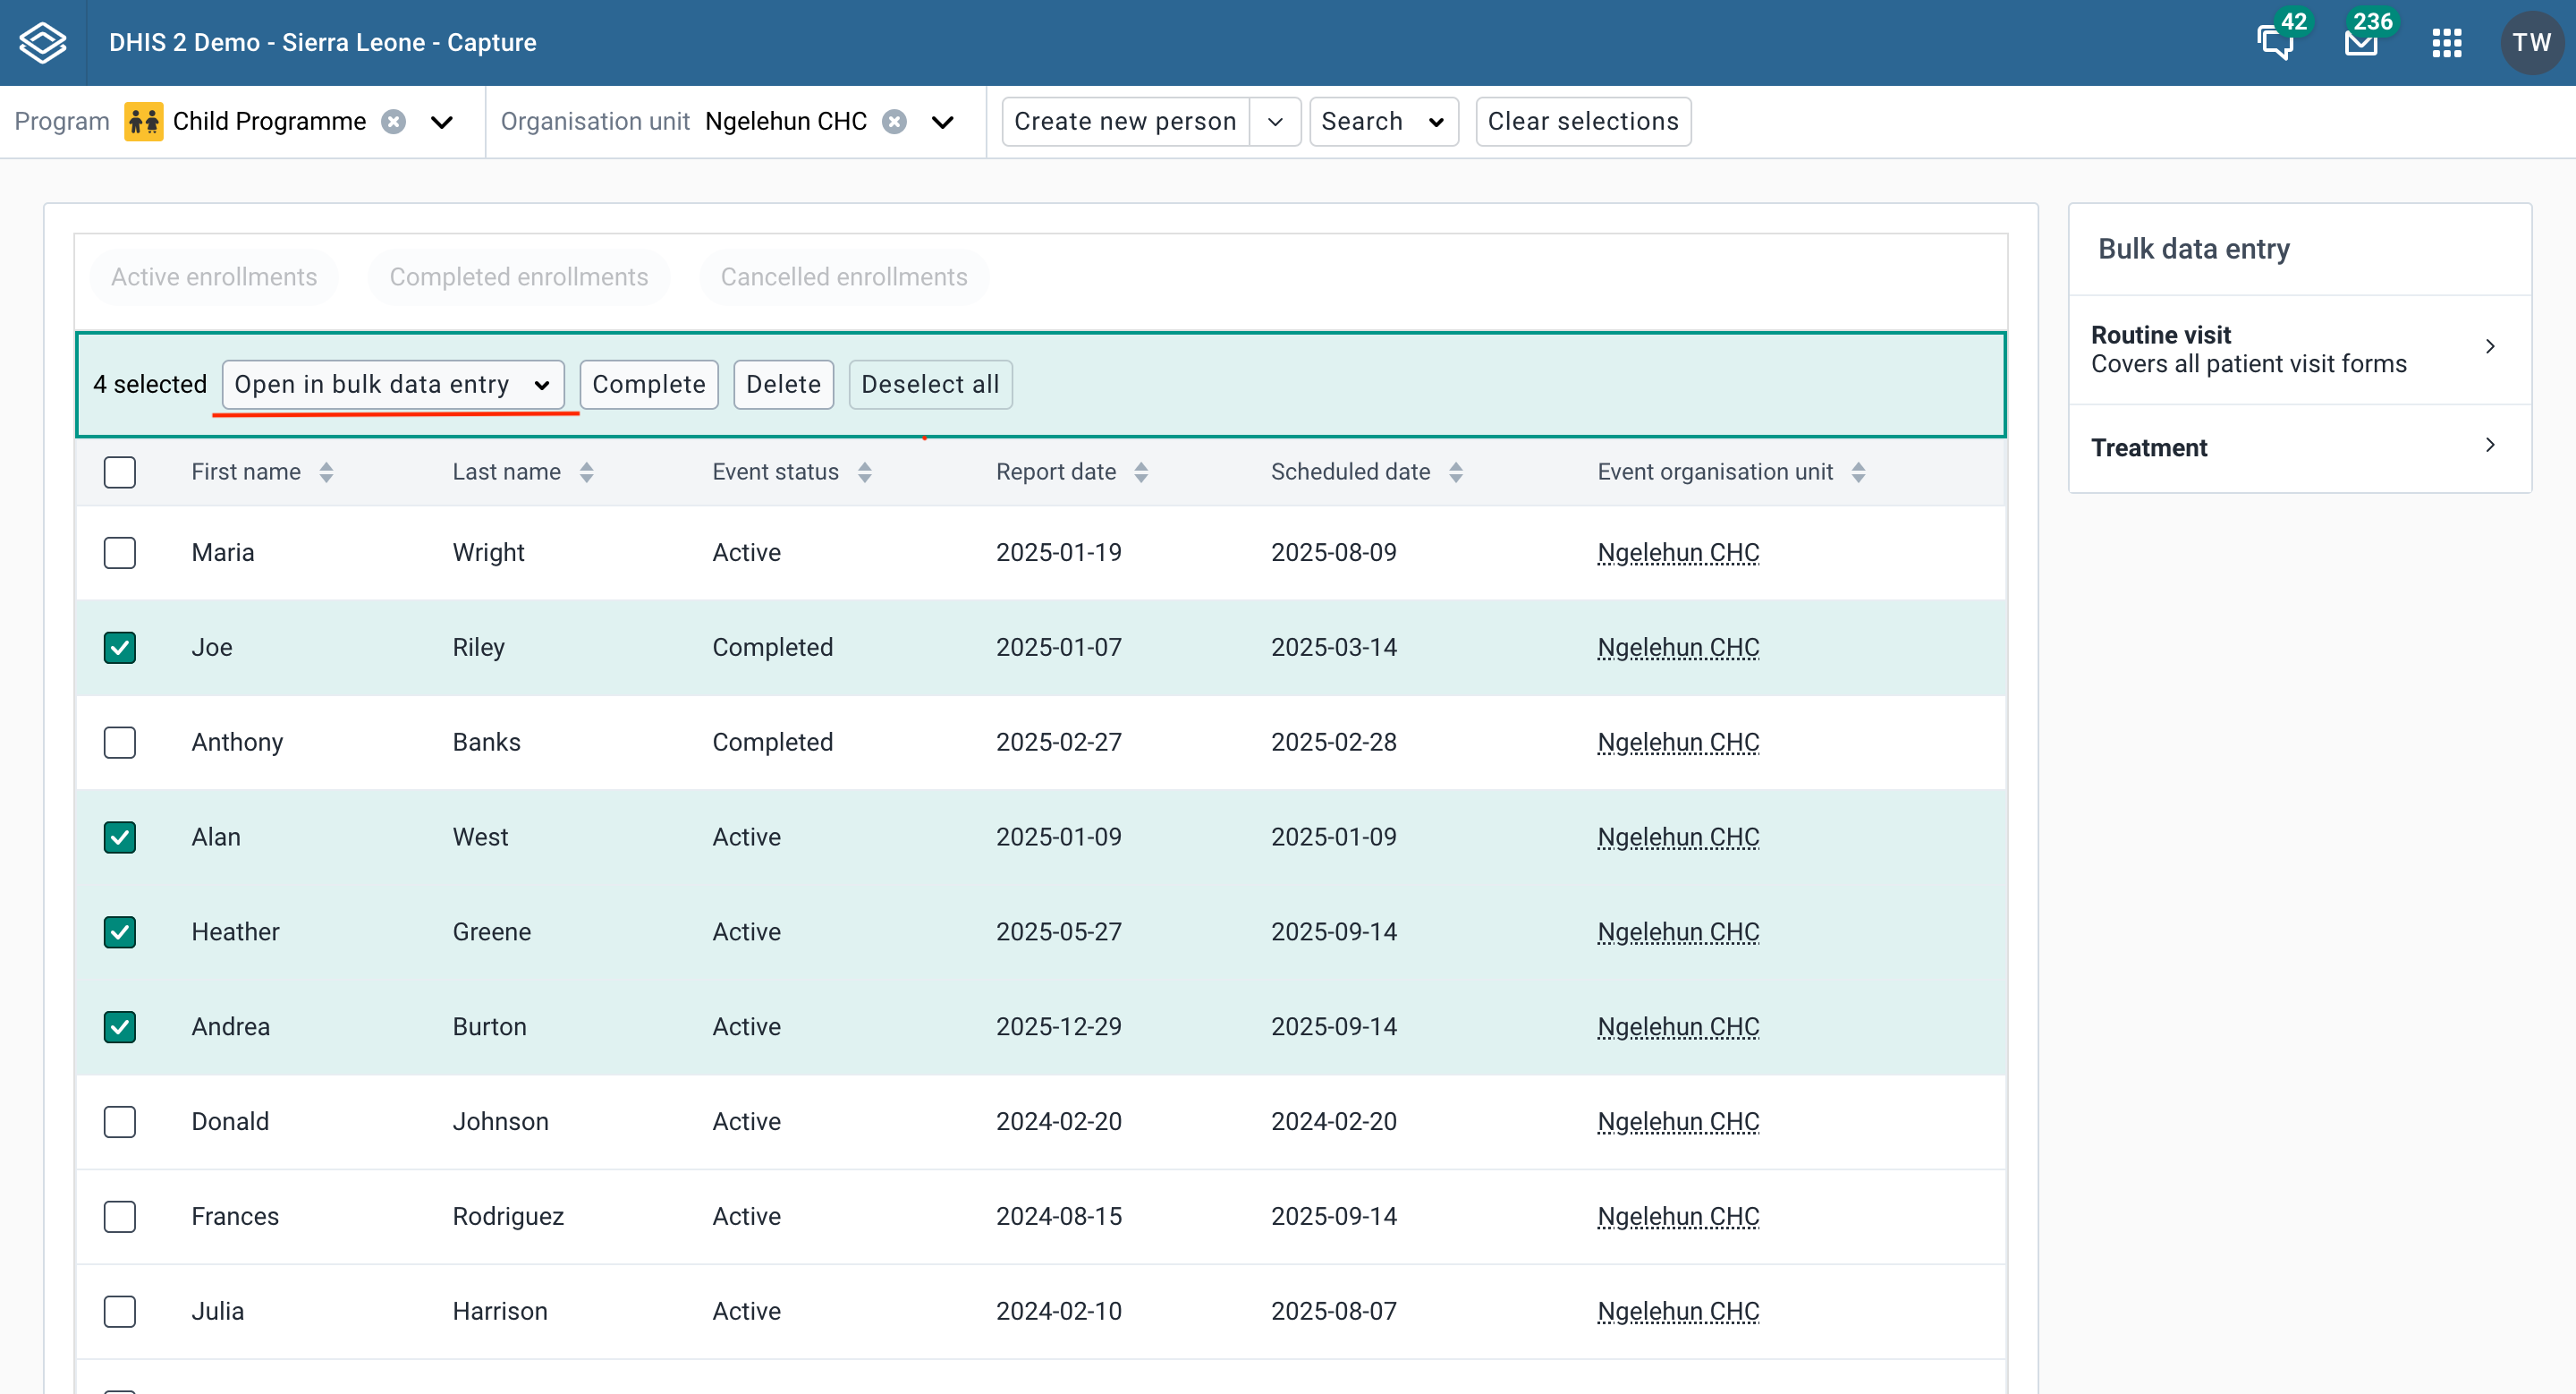 DHIS 2 Demo - Sierra Leone - Capture
42
236
TW
Program Child Programme Organisation unit Ngelehun CHC Create new person Search Clear selections
Active enrollments Completed enrollments Cancelled enrollments
4 selected Open in bulk data entry Complete Delete Deselect all
First name Last name Event status Report date Scheduled date Event organisation unit
Maria Wright Active 2025-01-19 2025-08-09 Ngelehun CHC
Joe Riley Completed 2025-01-07 2025-03-14 Ngelehun CHC
Anthony Banks Completed 2025-02-27 2025-02-28 Ngelehun CHC
Alan West Active 2025-01-09 2025-01-09 Ngelehun CHC
Heather Greene Active 2025-05-27 2025-09-14 Ngelehun CHC
Andrea Burton Active 2025-12-29 2025-09-14 Ngelehun CHC
Donald Johnson Active 2024-02-20 2024-02-20 Ngelehun CHC
Frances Rodriguez Active 2024-08-15 2025-09-14 Ngelehun CHC
Julia Harrison Active 2024-02-10 2025-08-07 Ngelehun CHC
Bulk data entry
Routine visit
Covers all patient visit forms
Treatment